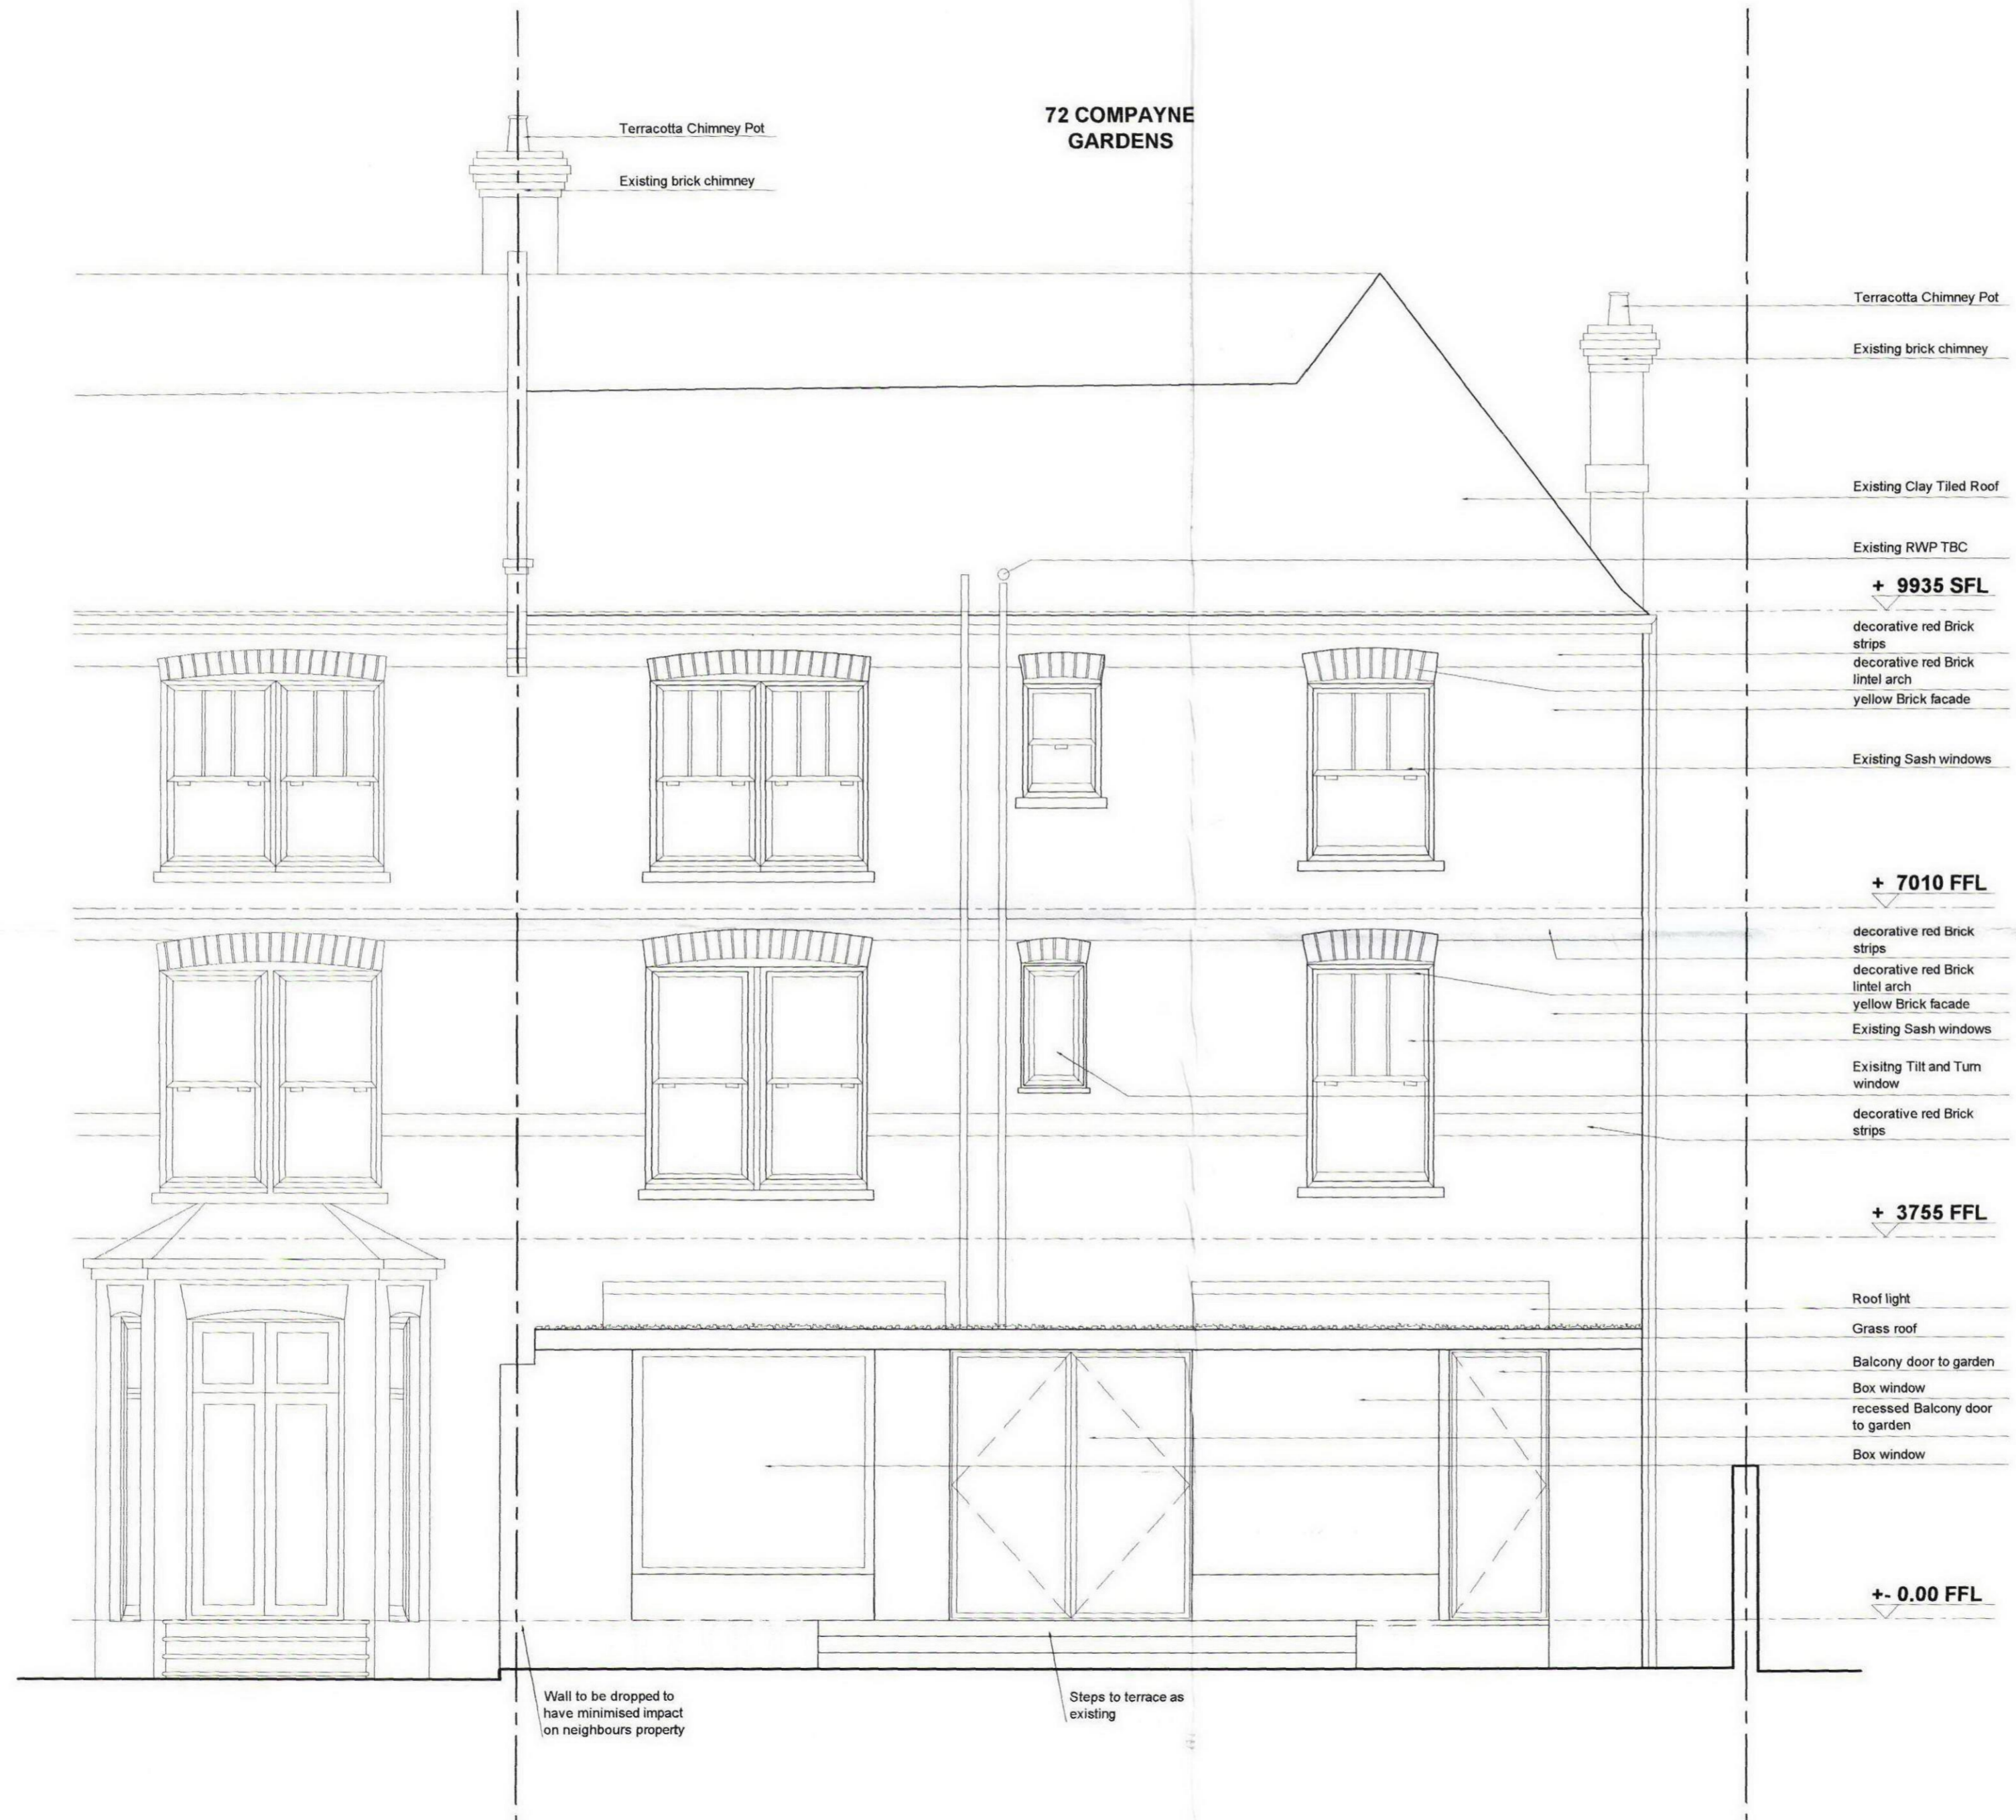 72 COMPAYNE
GARDENS
Terracotta Chimney Pot
Existing brick chimney
Terracotta Chimney Pot
Existing brick chimney
Existing Clay Tiled Roof
Existing RWP TBC
+ 9935 SFL
decorative red Brick
strips
decorative red Brick
lintel arch
yellow Brick facade
Existing Sash windows
+ 7010 FFL
decorative red Brick
strips
decorative red Brick
lintel arch
yellow Brick facade
Existing Sash windows
Exisitng Tilt and Turn
window
decorative red Brick
strips
+ 3755 FFL
Roof light
Grass roof
Balcony door to garden
Box window
recessed Balcony door
to garden
Box window
+- 0.00 FFL
Wall to be dropped to
have minimised impact
on neighbours property
Steps to terrace as
existing